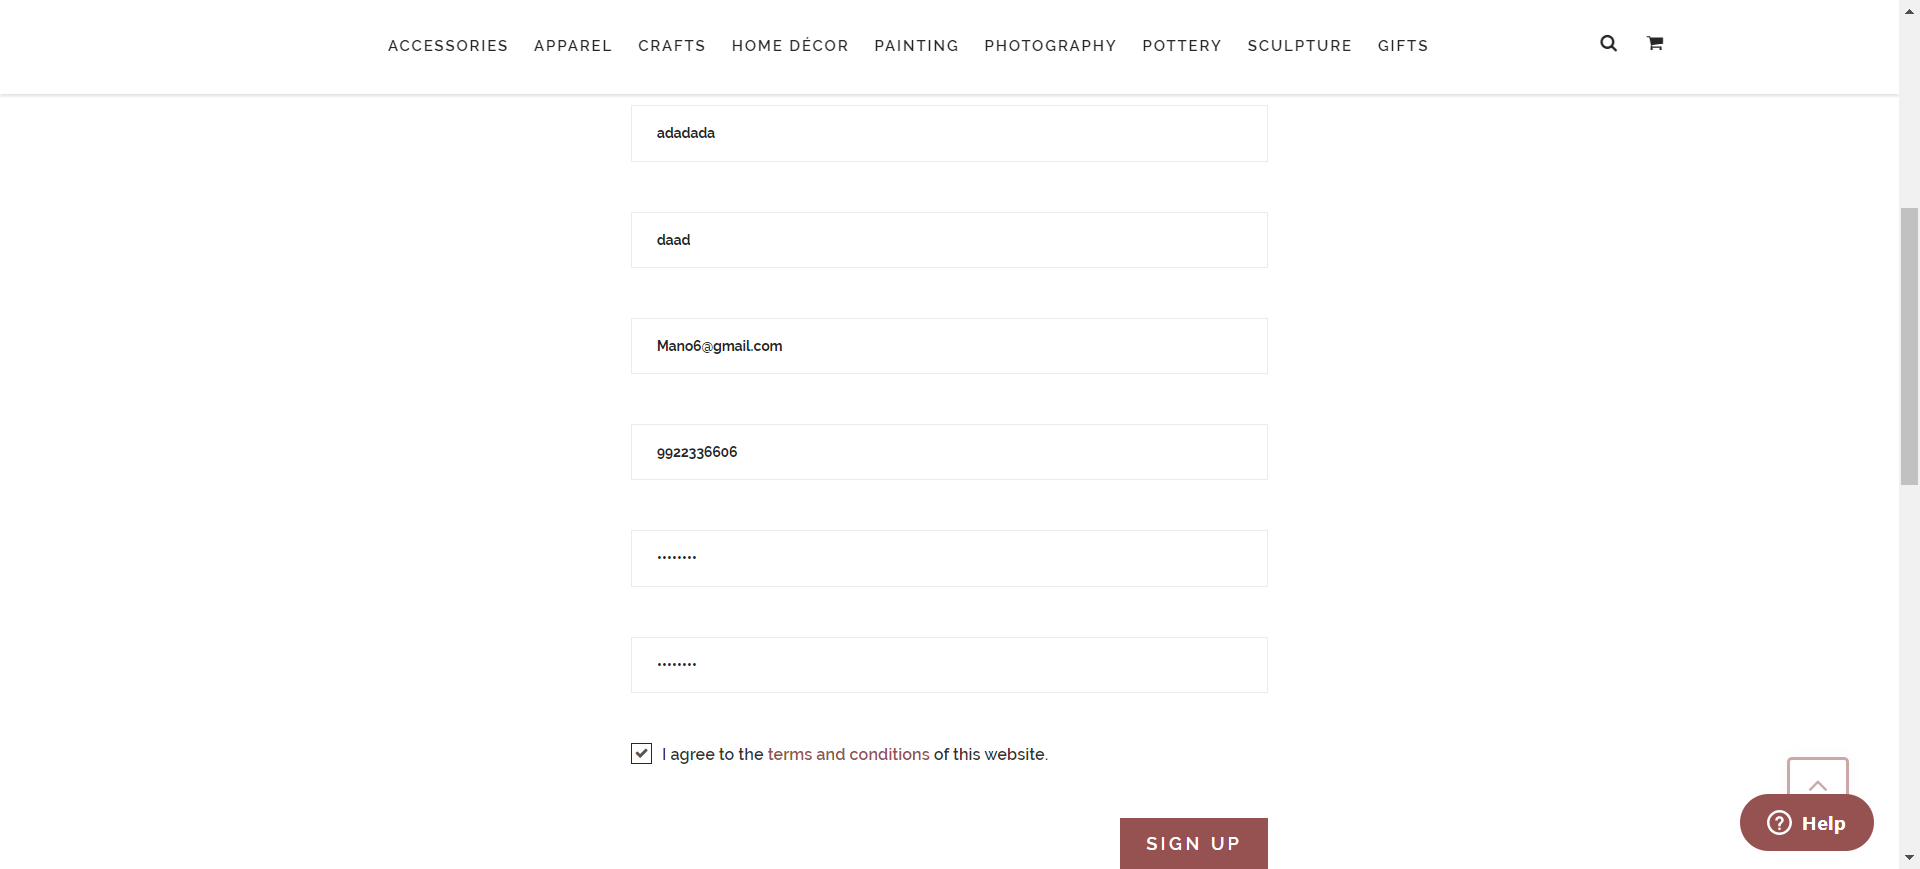 ACCESSORIES APPAREL CRAFTS HOME DÉCOR PAINTING PHOTOGRAPHY POTTERY SCULPTURE GIFTS
adadada
daad
Mano6@gmail.com
9922336606
••••••••
••••••••
I agree to the terms and conditions of this website.
SIGN UP
Help